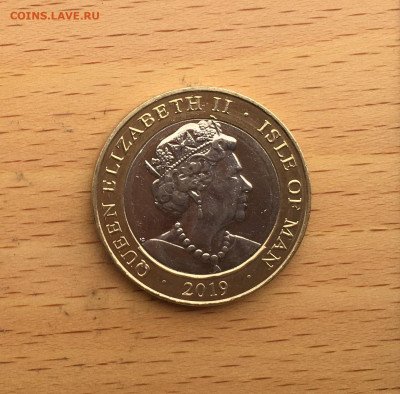 COINS.LAVE.RU
QUEEN ELIZABETH II · ISLE OF MAN ·
· 2019 ·